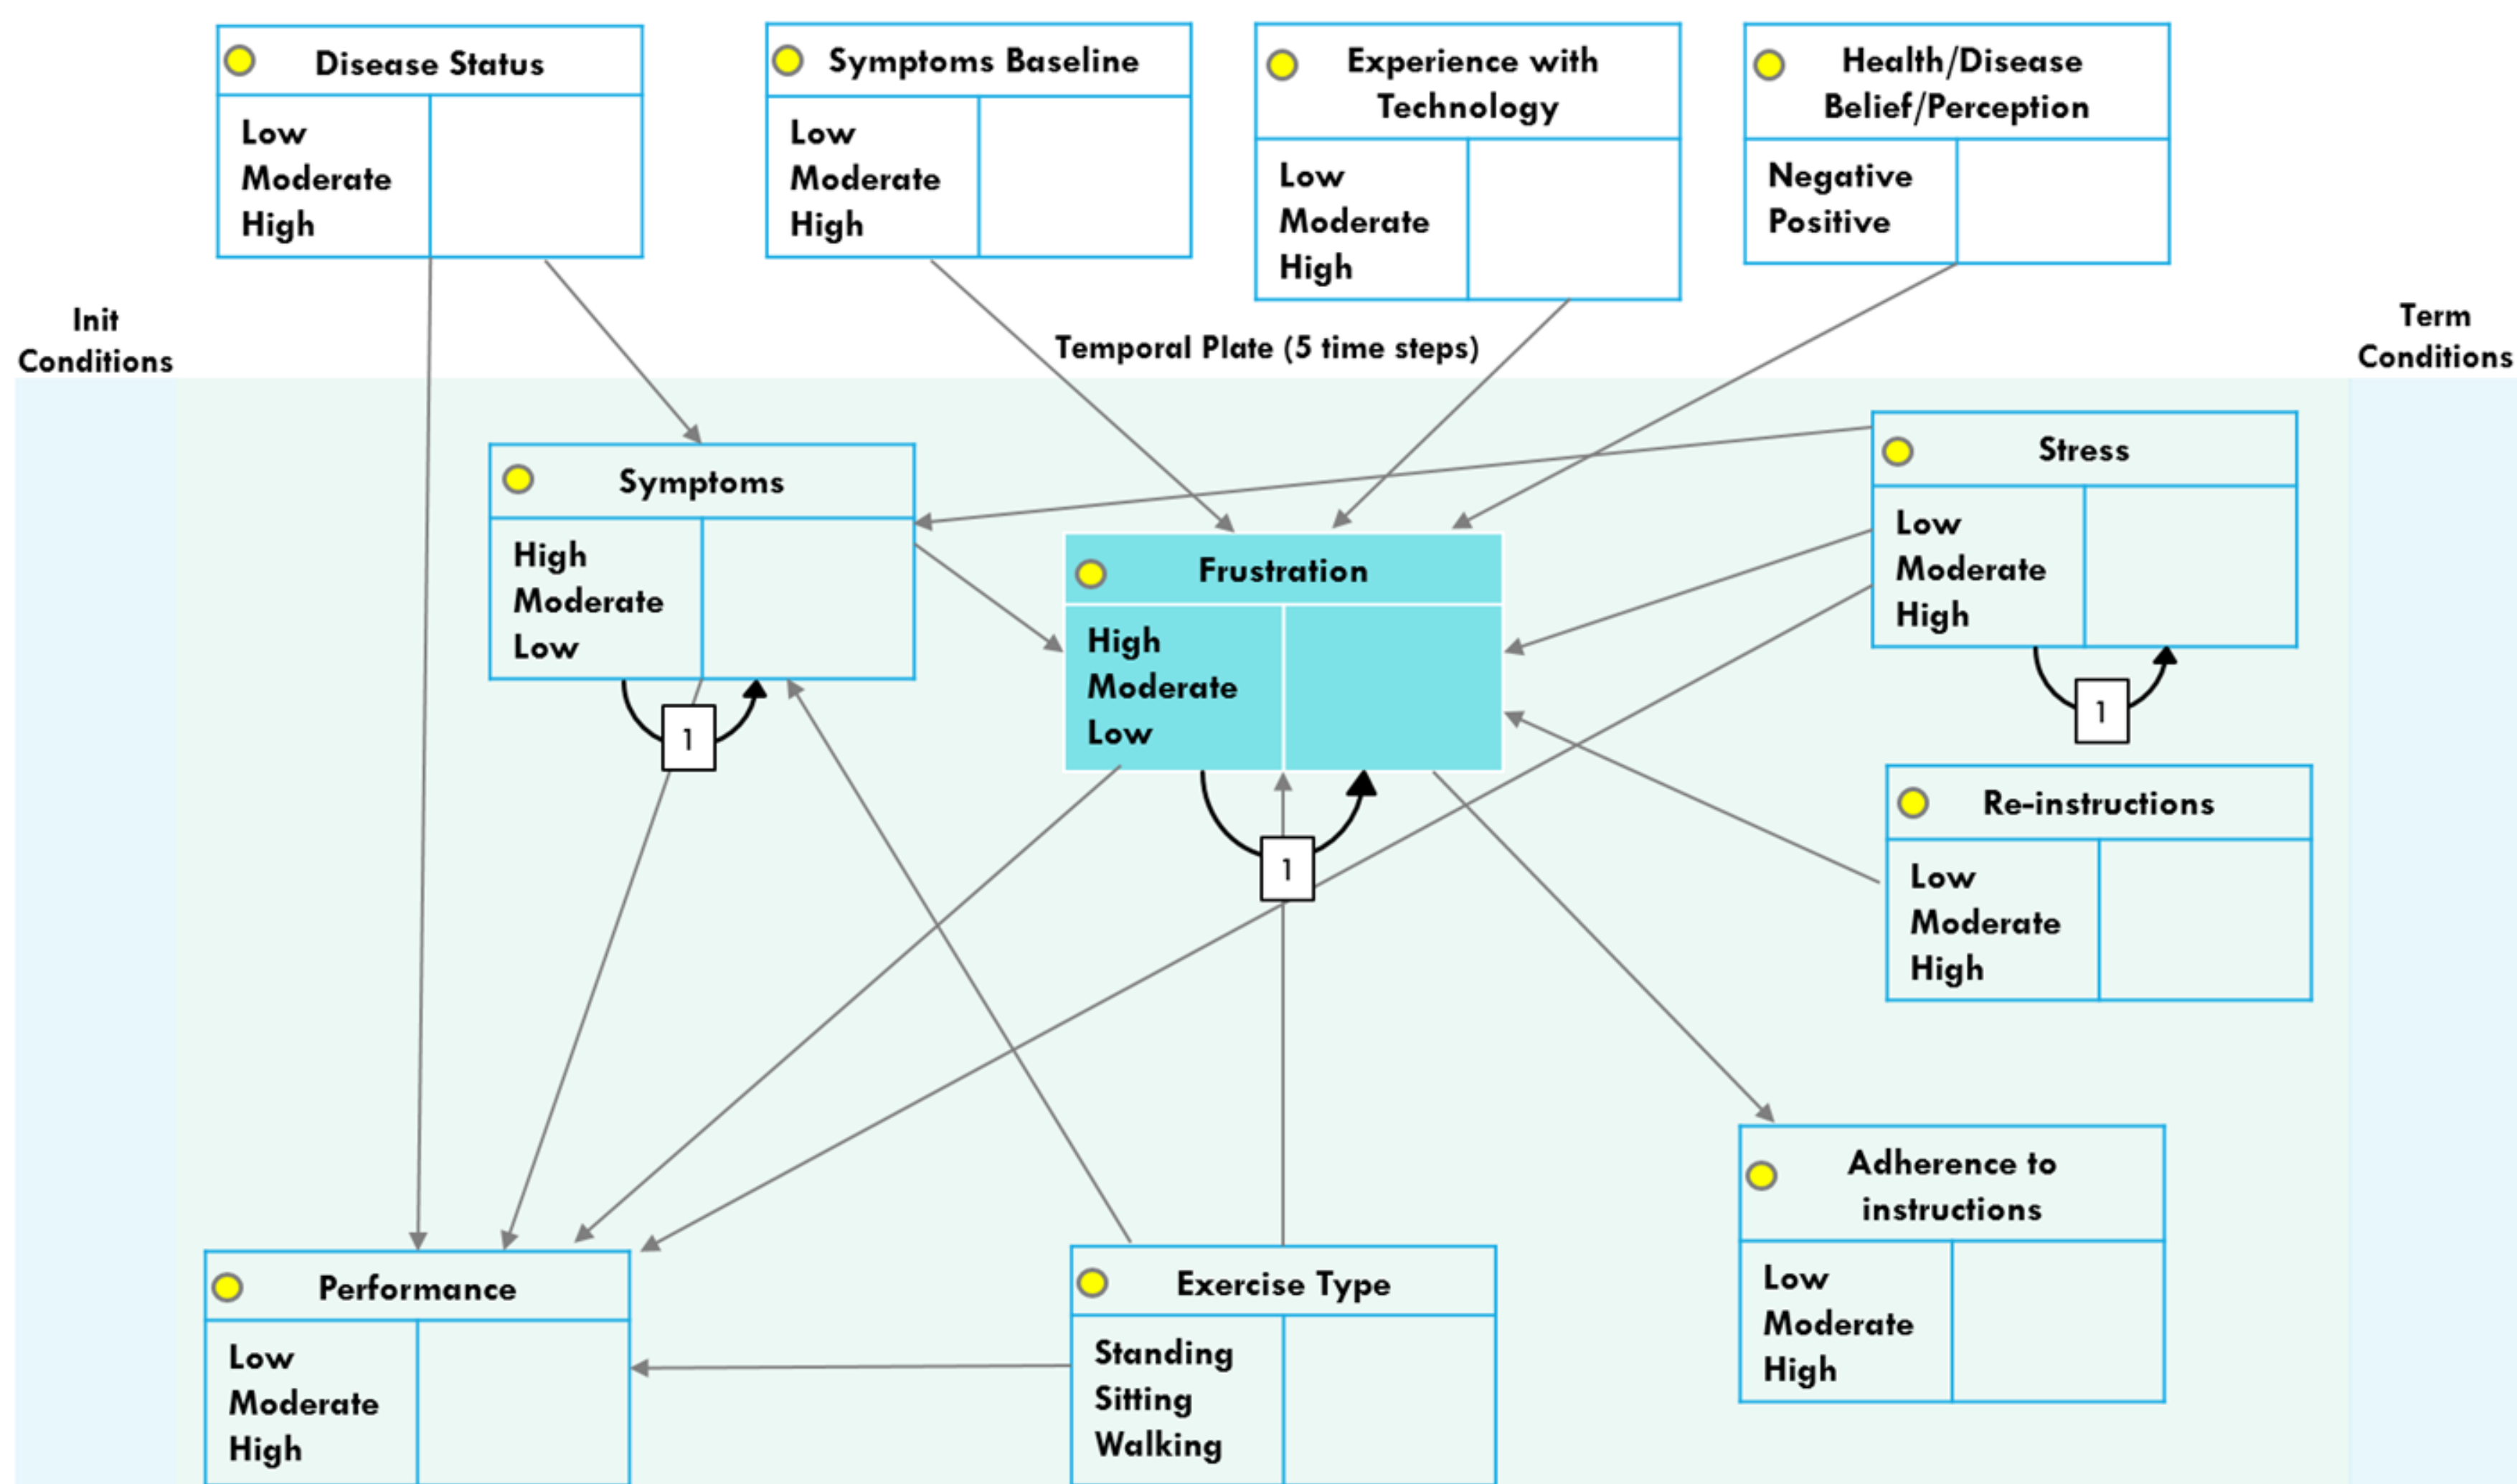 Disease Status
Low
Moderate
High
Symptoms Baseline
Low
Moderate
High
Experience with
Technology
Low
Moderate
High
Health/Disease
Belief/Perception
Negative
Positive
Init
Conditions
Temporal Plate (5 time steps)
Term
Conditions
Symptoms
High
Moderate
Low
1
Frustration
High
Moderate
Low
1
Stress
Low
Moderate
High
1
Re-instructions
Low
Moderate
High
Adherence to
instructions
Low
Moderate
High
Performance
Low
Moderate
High
Exercise Type
Standing
Sitting
Walking